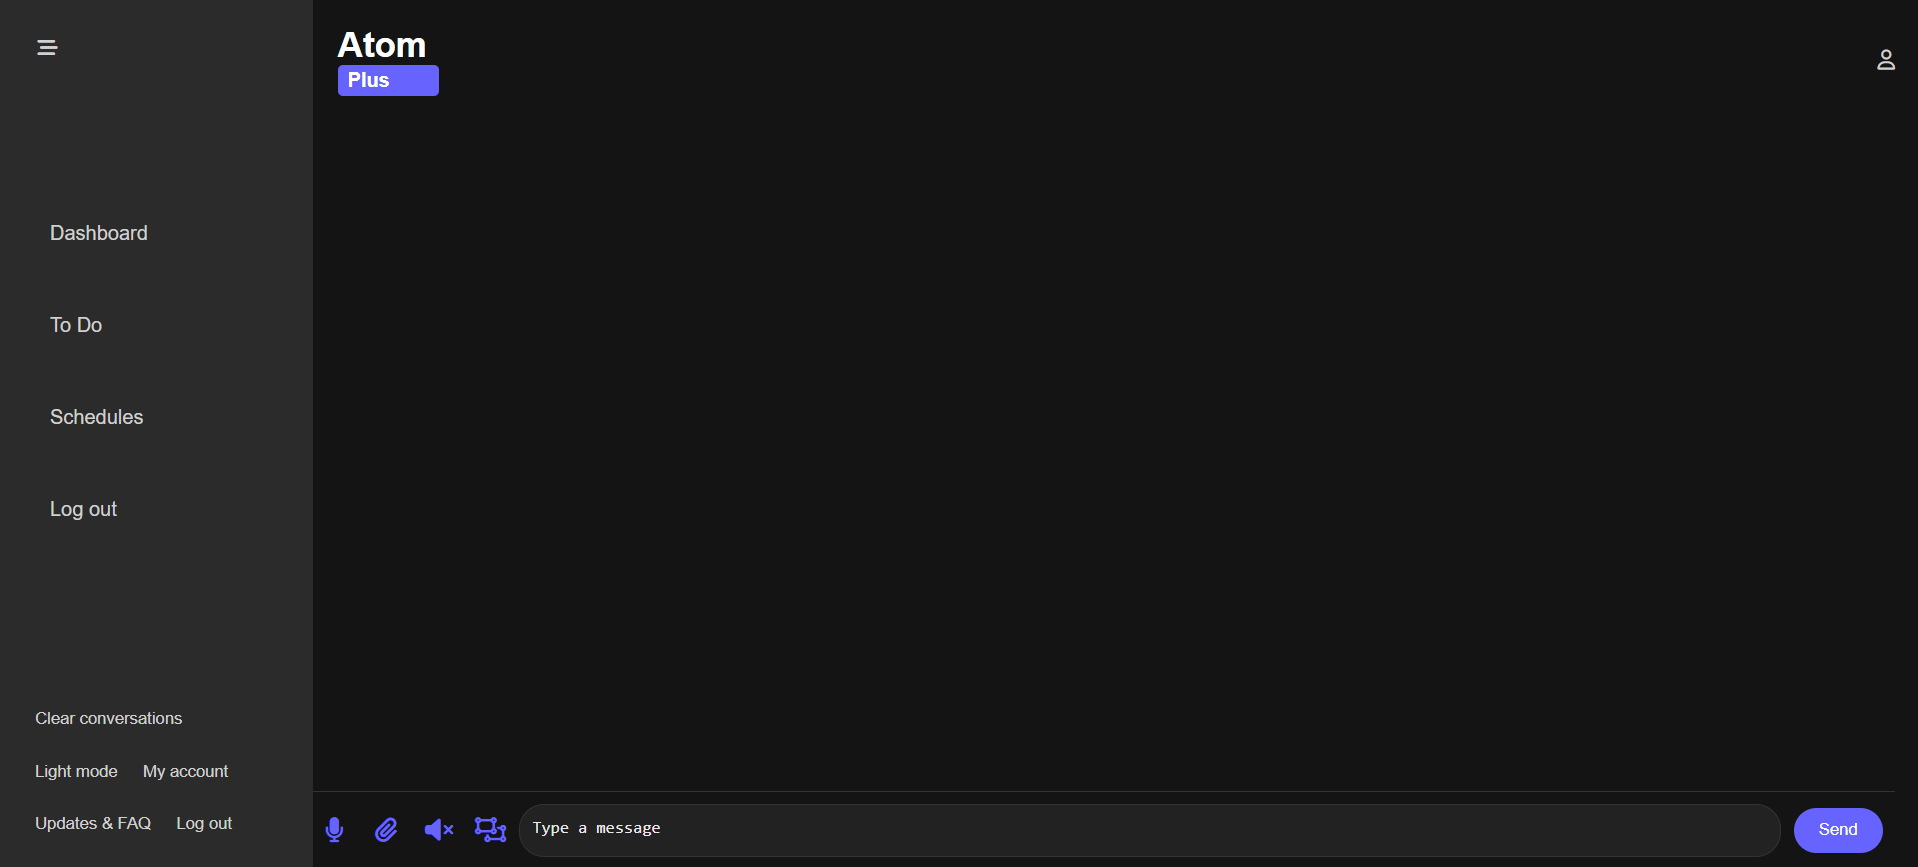 Atom
Plus
Dashboard
To Do
Schedules
Log out
Clear conversations
Light mode My account
Updates & FAQ Log out
Type a message
Send